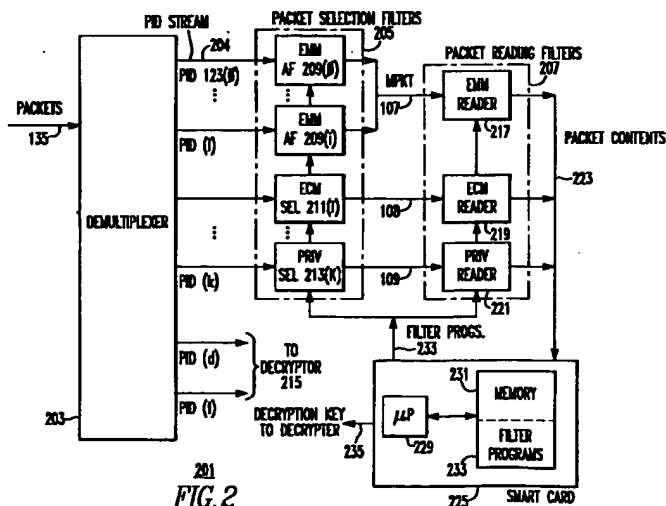 PID STREAM
204
PACKET SELECTION FILTERS
205
PACKET READING FILTERS
207
PACKETS
135
DEMULTIPLEXER
203
PID 123(0)
PID (i)
PID (k)
PID (d)
PID (l)
TO
DECRYPTOR
215
EMM
AF 209(0)
EMM
AF 209(i)
ECM
SEL 211(i)
PRIV
SEL 213(K)
MPKT
107
108
109
EMM
READER
217
ECM
READER
219
PRIV
READER
221
PACKET CONTENTS
223
FILTER PROGS.
233
DECRYPTION KEY
TO DECRYPTER
235
μP
229
231
MEMORY
FILTER
PROGRAMS
233
225
SMART CARD
201
FIG. 2